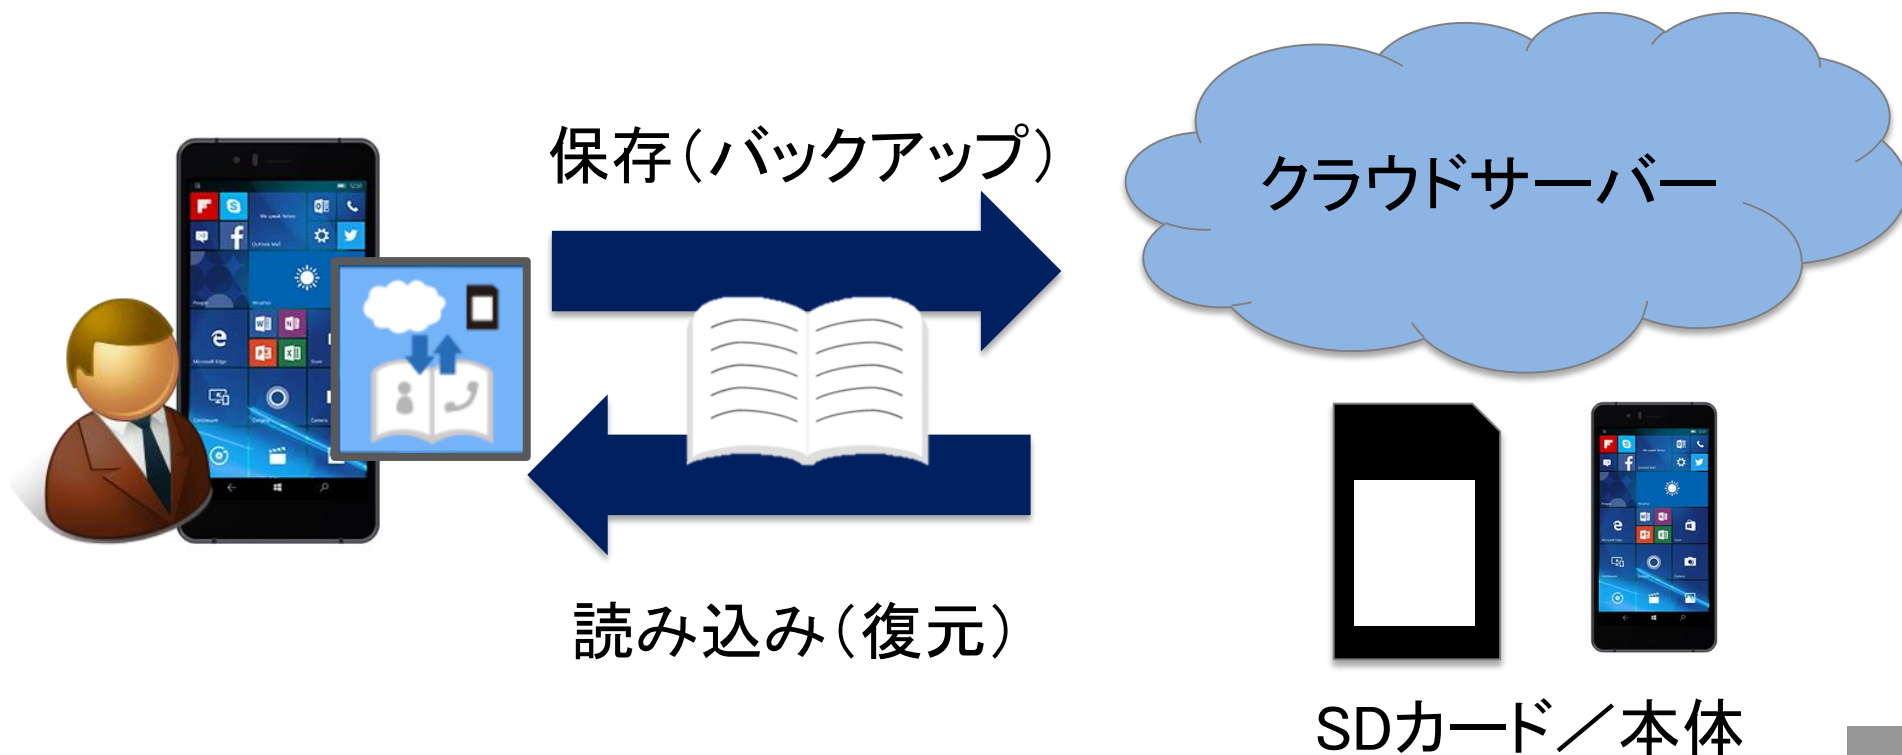 保存（バックアップ）
クラウドサーバー
読み込み（復元）
SDカード／本体